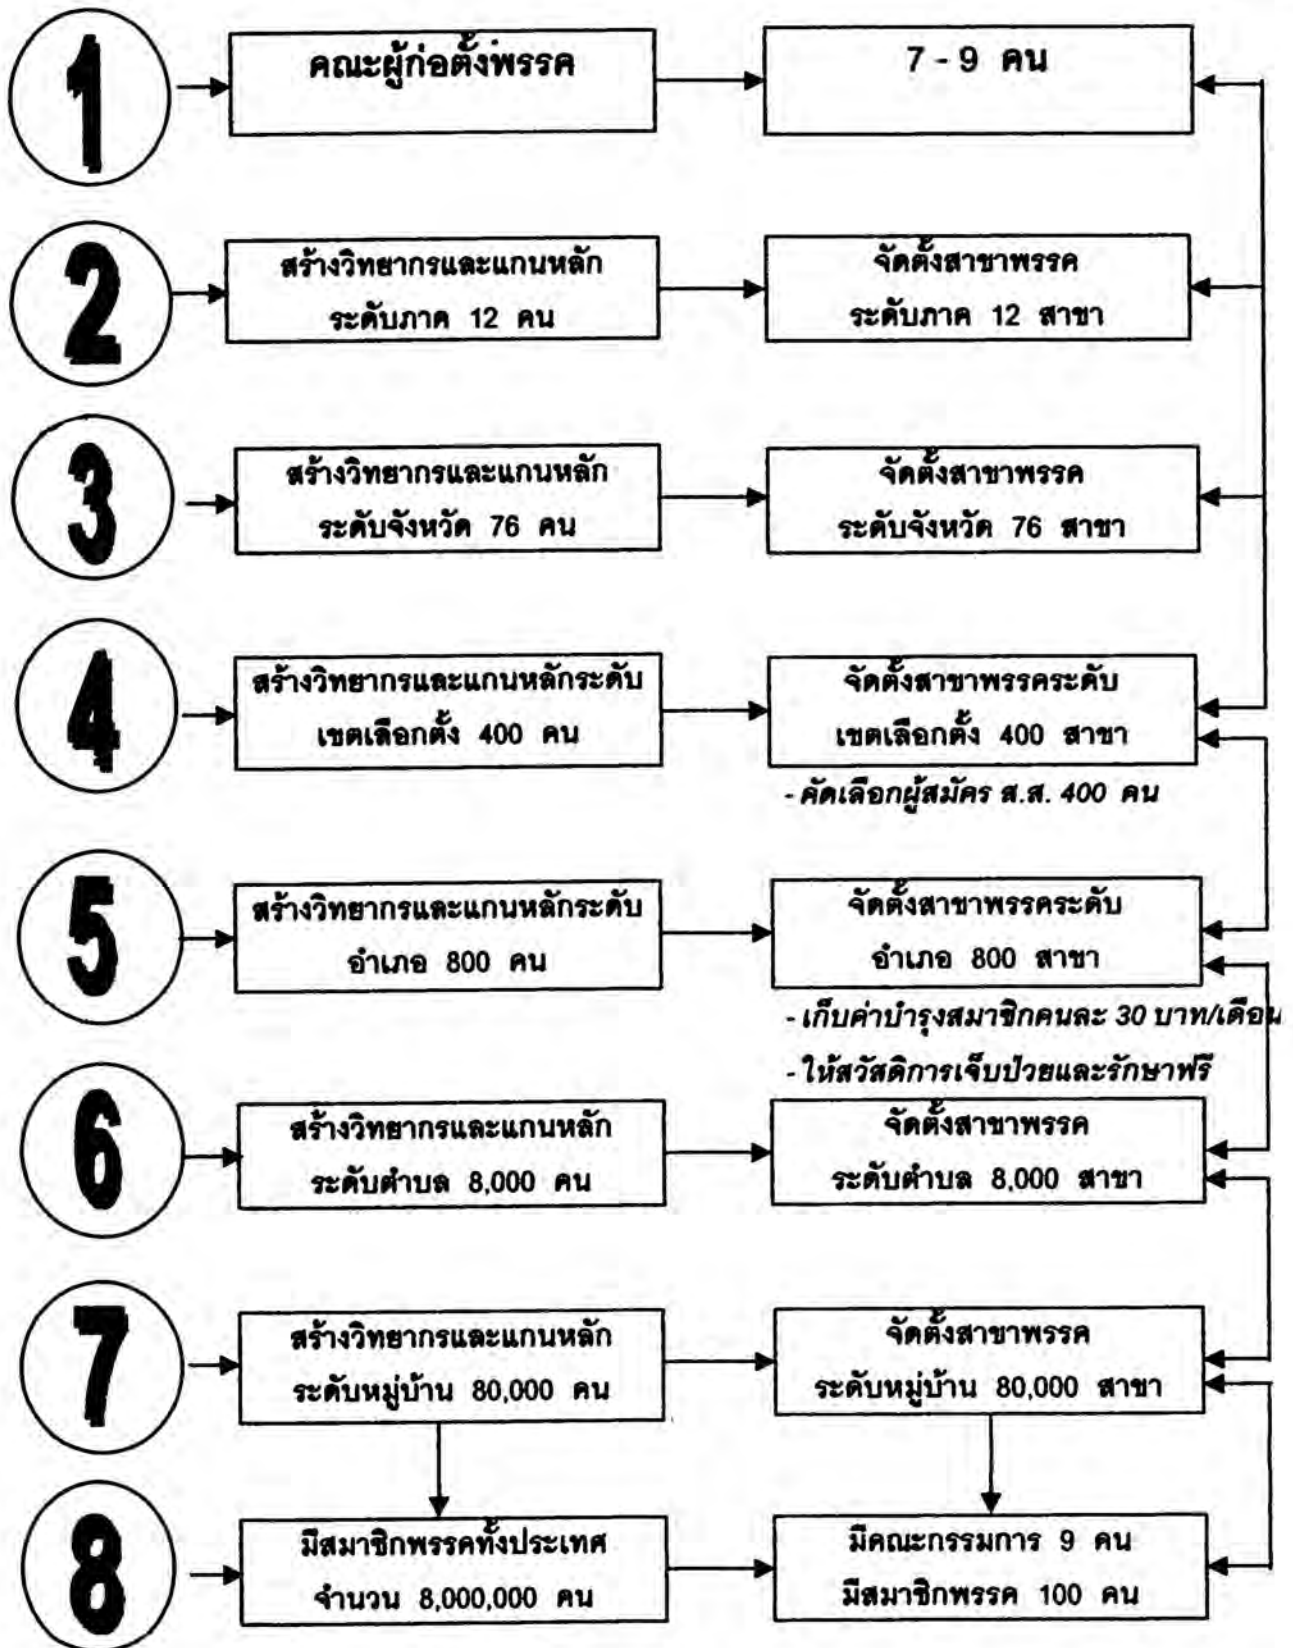 1
คณะผู้ก่อตั้งพรรค
7 - 9 คน
2
สร้างวิทยากรและแกนหลัก
ระดับภาค 12 คน
จัดตั้งสาขาพรรค
ระดับภาค 12 สาขา
3
สร้างวิทยากรและแกนหลัก
ระดับจังหวัด 76 คน
จัดตั้งสาขาพรรค
ระดับจังหวัด 76 สาขา
4
สร้างวิทยากรและแกนหลักระดับ
เขตเลือกตั้ง 400 คน
จัดตั้งสาขาพรรคระดับ
เขตเลือกตั้ง 400 สาขา
- คัดเลือกผู้สมัคร ส.ส. 400 คน
5
สร้างวิทยากรและแกนหลักระดับ
อำเภอ 800 คน
จัดตั้งสาขาพรรคระดับ
อำเภอ 800 สาขา
- เก็บค่าบำรุงสมาชิกคนละ 30 บาท/เดือน
- ให้สวัสดิการเจ็บป่วยและรักษาฟรี
6
สร้างวิทยากรและแกนหลัก
ระดับตำบล 8,000 คน
จัดตั้งสาขาพรรค
ระดับตำบล 8,000 สาขา
7
สร้างวิทยากรและแกนหลัก
ระดับหมู่บ้าน 80,000 คน
จัดตั้งสาขาพรรค
ระดับหมู่บ้าน 80,000 สาขา
8
มีสมาชิกพรรคทั้งประเทศ
จำนวน 8,000,000 คน
มีคณะกรรมการ 9 คน
มีสมาชิกพรรค 100 คน